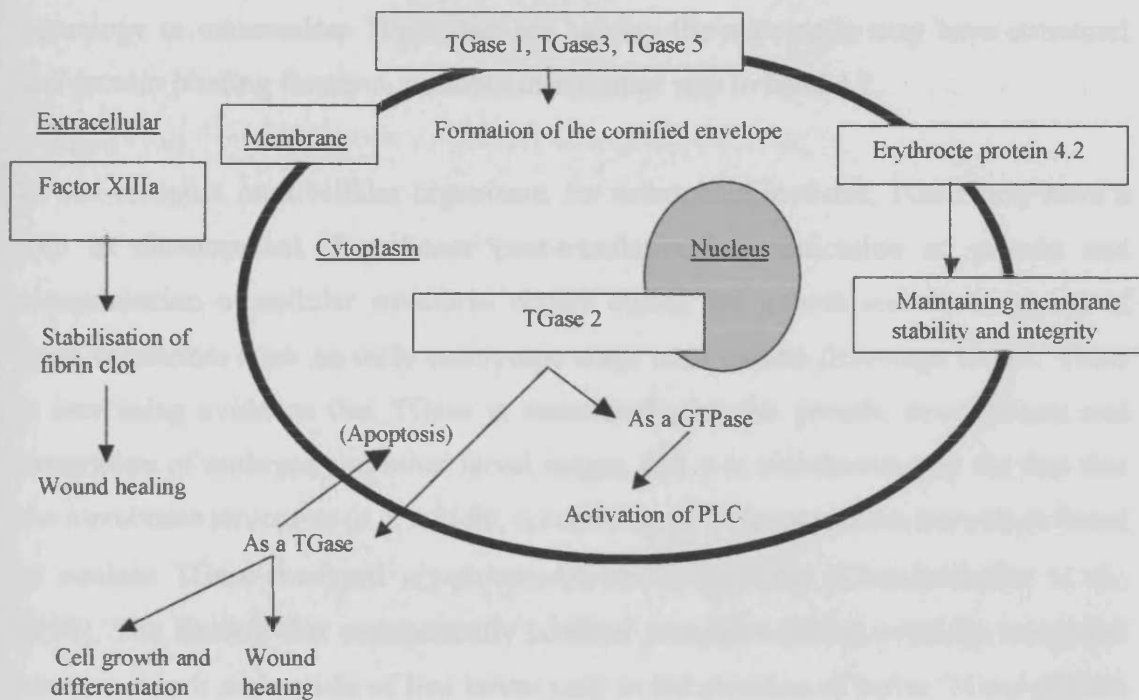 TGase 1, TGase3, TGase 5
Extracellular
Membrane
Formation of the cornified envelope
Erythrocte protein 4.2
Factor XIIIa
Cytoplasm
Nucleus
TGase 2
Maintaining membrane
stability and integrity
Stabilisation of
fibrin clot
(Apoptosis)
As a GTPase
Wound healing
Activation of PLC
As a TGase
Cell growth and
differentiation
Wound
healing